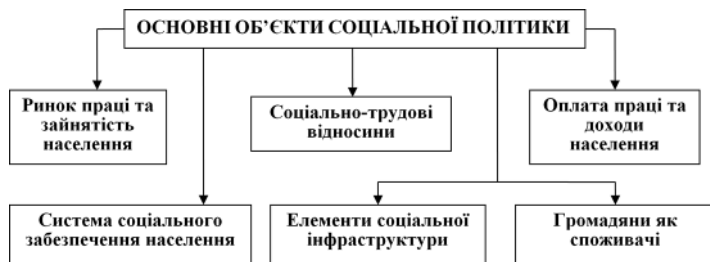 ОСНОВНІ ОБ’ЄКТИ СОЦІАЛЬНОЇ ПОЛІТИКИ
Ринок праці та
зайнятість
населення
Соціально-трудові
відносини
Оплата праці та
доходи
населення
Система соціального
забезпечення населення
Елементи соціальної
інфраструктури
Громадяни як
споживачі